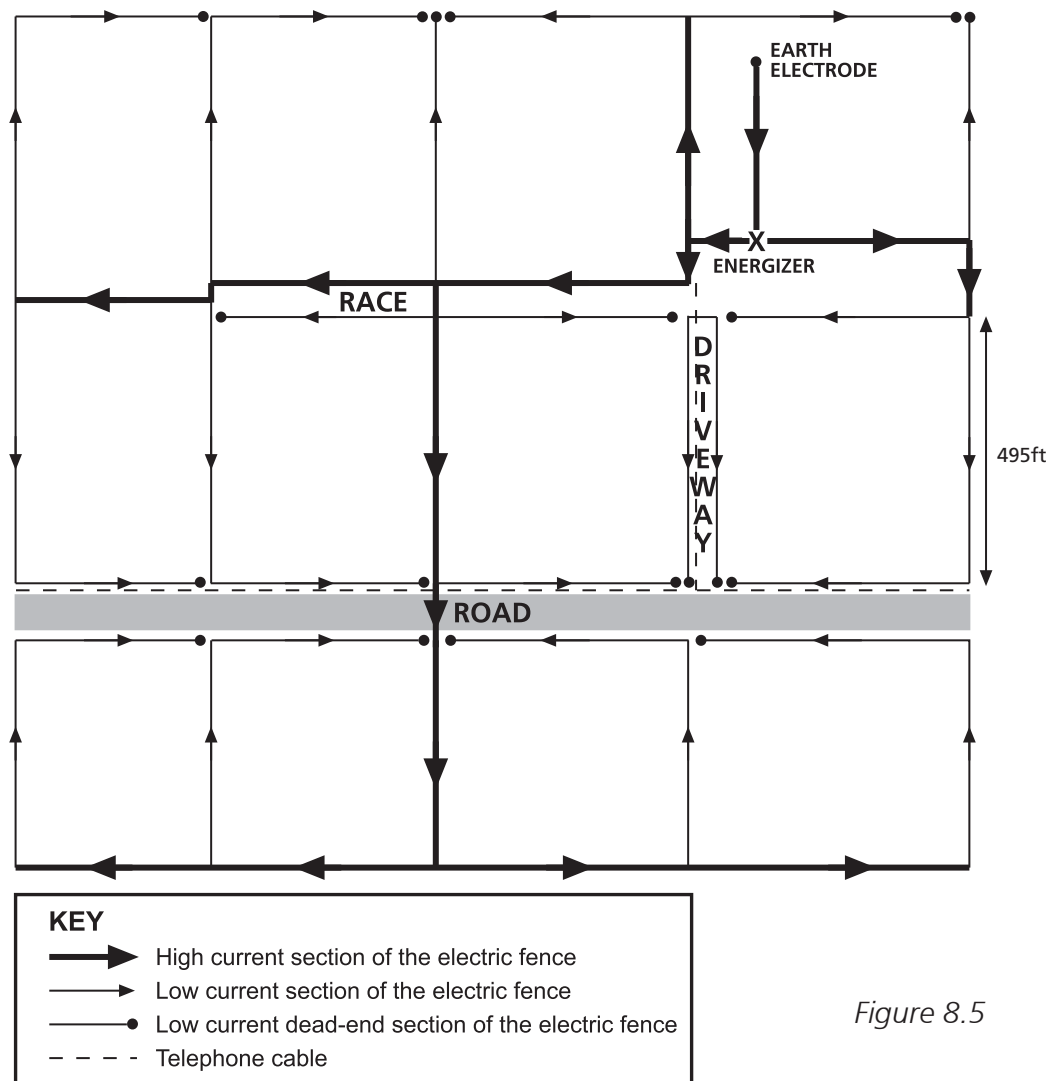 EARTH
ELECTRODE
X
ENERGIZER
RACE
DRIVEWAY
495ft
ROAD
KEY
High current section of the electric fence
Low current section of the electric fence
Low current dead-end section of the electric fence
Telephone cable
Figure 8.5